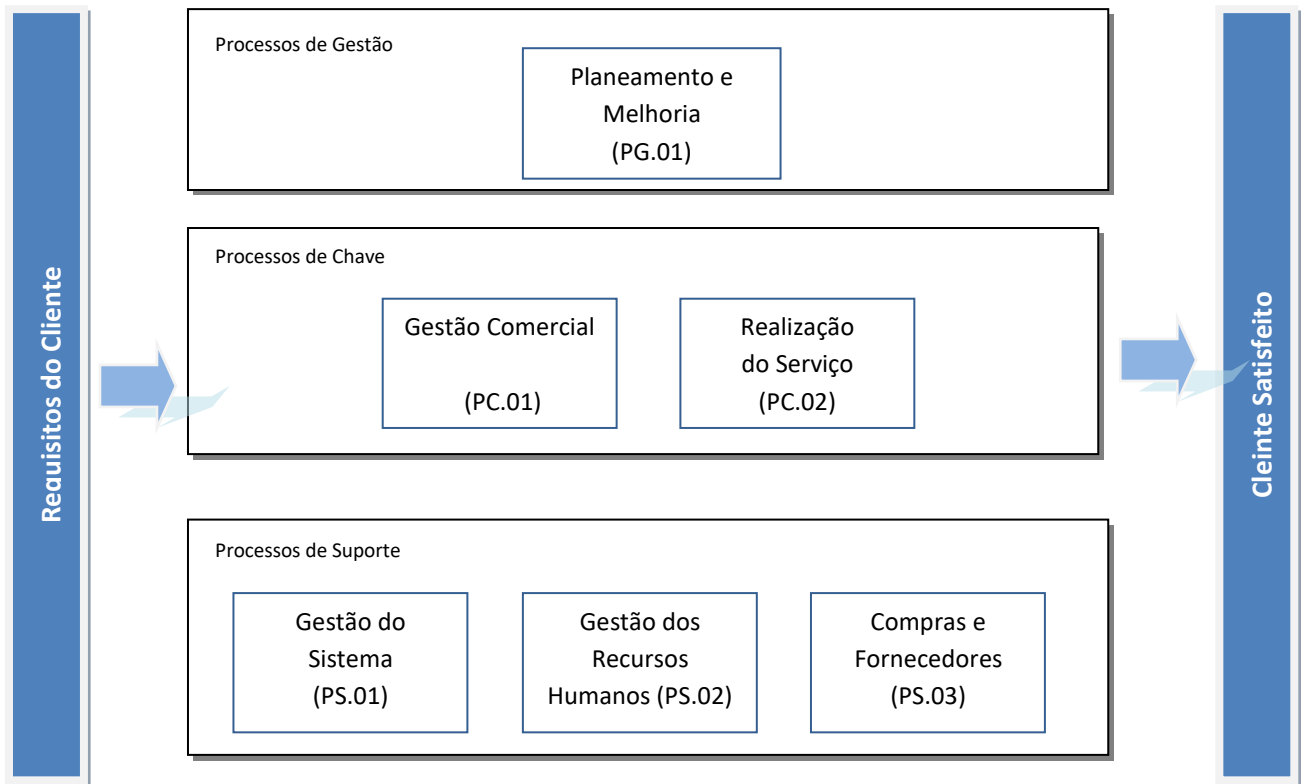 Requisitos do Cliente
Processos de Gestão
Planeamento e
Melhoria
(PG.01)
Processos de Chave
Gestão Comercial
(PC.01)
Realização
do Serviço
(PC.02)
Processos de Suporte
Gestão do
Sistema
(PS.01)
Gestão dos
Recursos
Humanos (PS.02)
Compras e
Fornecedores
(PS.03)
Cleinte Satisfeito